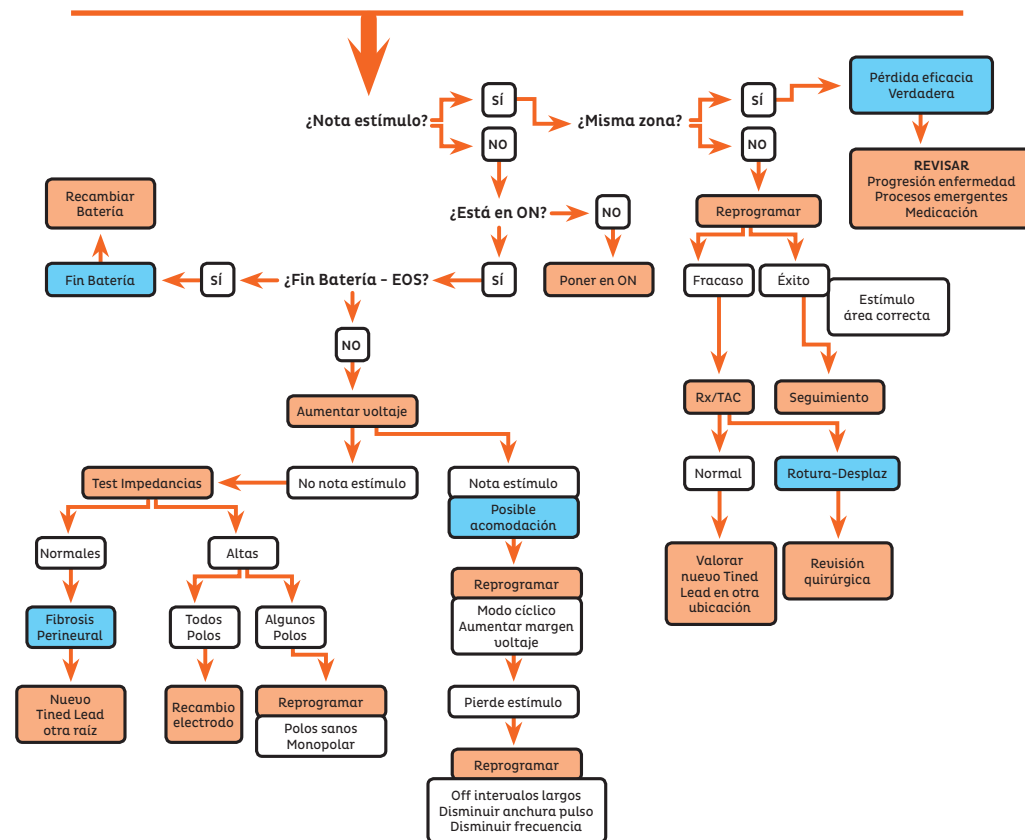 ¿Nota estímulo?
SÍ
NO
¿Misma zona?
SÍ
NO
Pérdida eficacia
Verdadera
REVISAR
Progresión enfermedad
Procesos emergentes
Medicación
¿Está en ON?
NO
Poner en ON
SÍ
¿Fin Batería - EOS?
SÍ
Fin Batería
Recambiar
Batería
NO
Reprogramar
Fracaso
Éxito
Estímulo
área correcta
Rx/TAC
Seguimiento
Normal
Rotura-Desplaz
Valorar
nuevo Tined
Lead en otra
ubicación
Revisión
quirúrgica
Aumentar voltaje
No nota estímulo
Test Impedancias
Normales
Altas
Fibrosis
Perineural
Todos
Polos
Algunos
Polos
Nuevo
Tined Lead
otra raíz
Recambio
electrodo
Reprogramar
Polos sanos
Monopolar
Nota estímulo
Posible
acomodación
Reprogramar
Modo cíclico
Aumentar margen
voltaje
Pierde estímulo
Reprogramar
Off intervalos largos
Disminuir anchura pulso
Disminuir frecuencia